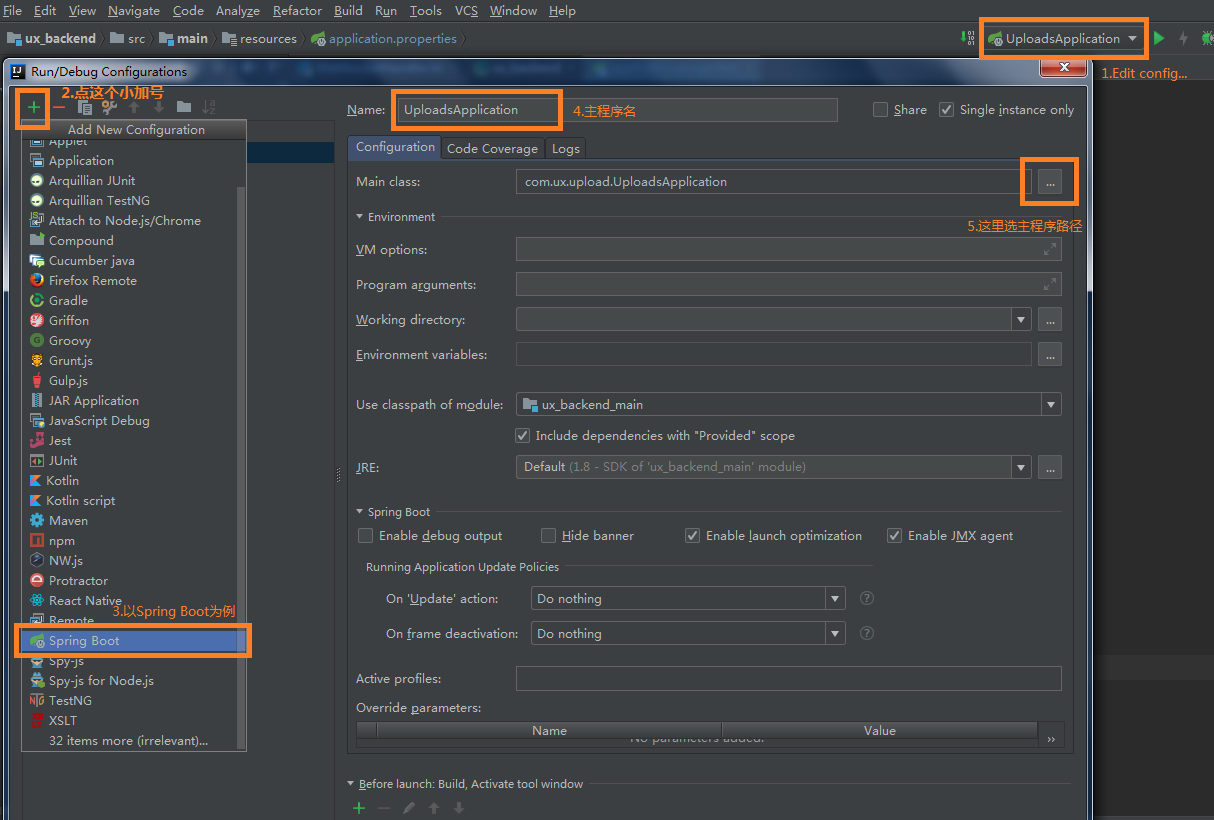 File Edit View Navigate Code Analyze Refactor Build Run Tools VCS Window Help
ux_backend src main resources application.properties
UploadsApplication
1.Edit config...
Run/Debug Configurations
2.点这个小加号
Add New Configuration
Applet
Application
Arquillian JUnit
Arquillian TestNG
Attach to Node.js/Chrome
Compound
Cucumber java
Firefox Remote
Gradle
Griffon
Groovy
Grunt.js
Gulp.js
JAR Application
JavaScript Debug
Jest
JUnit
Kotlin
Kotlin script
Maven
npm
NW.js
Protractor
React Native
3.以Spring Boot为例
Remote
Spring Boot
Spy-js
Spy-js for Node.js
TestNG
XSLT
32 items more (irrelevant)...
Name: UploadsApplication
4.主程序名
Share Single instance only
Configuration Code Coverage Logs
Main class: com.ux.upload.UploadsApplication ...
5.这里选主程序路径
Environment
VM options:
Program arguments:
Working directory: ...
Environment variables: ...
Use classpath of module: ux_backend_main
Include dependencies with "Provided" scope
JRE: Default (1.8 - SDK of 'ux_backend_main' module) ...
Spring Boot
Enable debug output Hide banner Enable launch optimization Enable JMX agent
Running Application Update Policies
On 'Update' action: Do nothing ?
On frame deactivation: Do nothing ?
Active profiles:
Override parameters:
Name Value
No parameters added.
Before launch: Build, Activate tool window